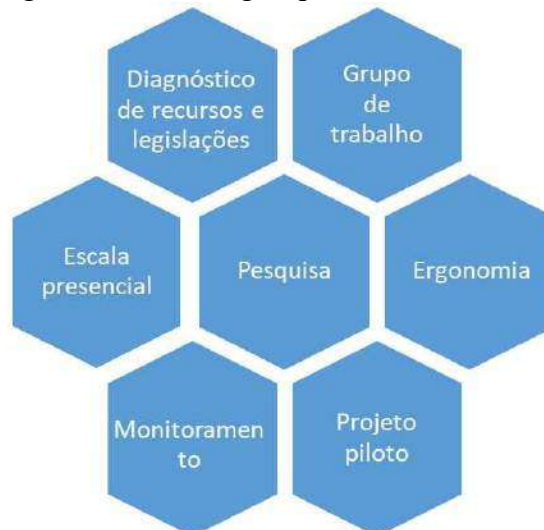 Diagnóstico
de recursos e
legislações
Grupo
de
trabalho
Escala
presencial
Pesquisa
Ergonomia
Monitoramen
to
Projeto
piloto